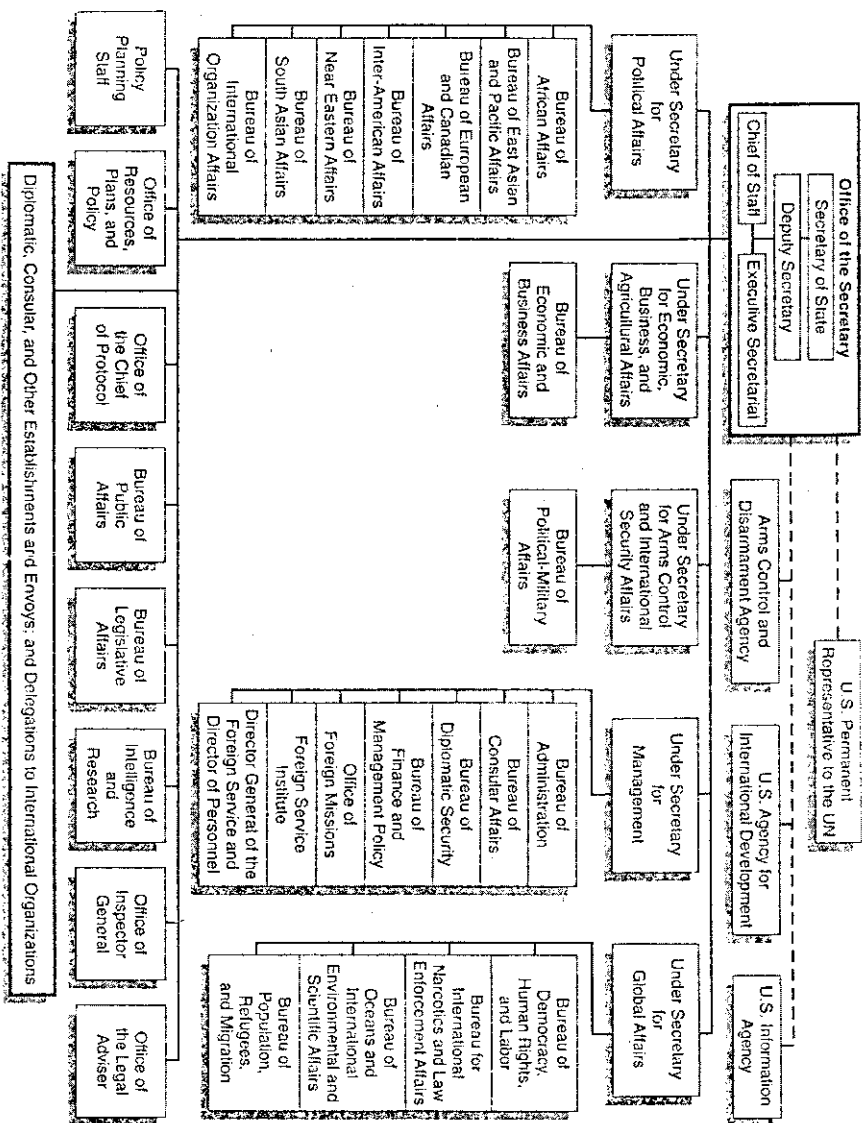 Office of the Secretary
Secretary of State
Deputy Secretary
Chief of Staff
Executive Secretariat
U.S. Permanent
Representative to the UN
Arms Control and
Disarmament Agency
U.S. Agency for
International Development
U.S. Information
Agency
Under Secretary
for
Political Affairs
Under Secretary
for Economic,
Business, and
Agricultural Affairs
Under Secretary
for Arms Control
and International
Security Affairs
Under Secretary
for
Management
Under Secretary
for
Global Affairs
Bureau of
African Affairs
Bureau of East Asian
and Pacific Affairs
Bureau of European
and Canadian
Affairs
Bureau of
Inter-American Affairs
Bureau of
Near Eastern Affairs
Bureau of
South Asian Affairs
Bureau of
International
Organization Affairs
Bureau of
Economic and
Business Affairs
Bureau of
Political-Military
Affairs
Bureau of
Administration
Bureau of
Consular Affairs
Bureau of
Diplomatic Security
Bureau of
Finance and
Management Policy
Office of
Foreign Missions
Foreign Service
Institute
Director General of the
Foreign Service and
Director of Personnel
Bureau of
Democracy,
Human Rights,
and Labor
Bureau for
International
Narcotics and Law
Enforcement Affairs
Bureau of
Oceans and
International
Environmental and
Scientific Affairs
Bureau of
Population,
Refugees,
and Migration
Policy
Planning
Staff
Office of
Resources,
Plans, and
Policy
Office of
the Chief
of Protocol
Bureau of
Public
Affairs
Bureau of
Legislative
Affairs
Bureau of
Intelligence
and
Research
Office of
Inspector
General
Office of
the Legal
Adviser
Diplomatic, Consular, and Other Establishments and Envoys; and Delegations to International Organizations